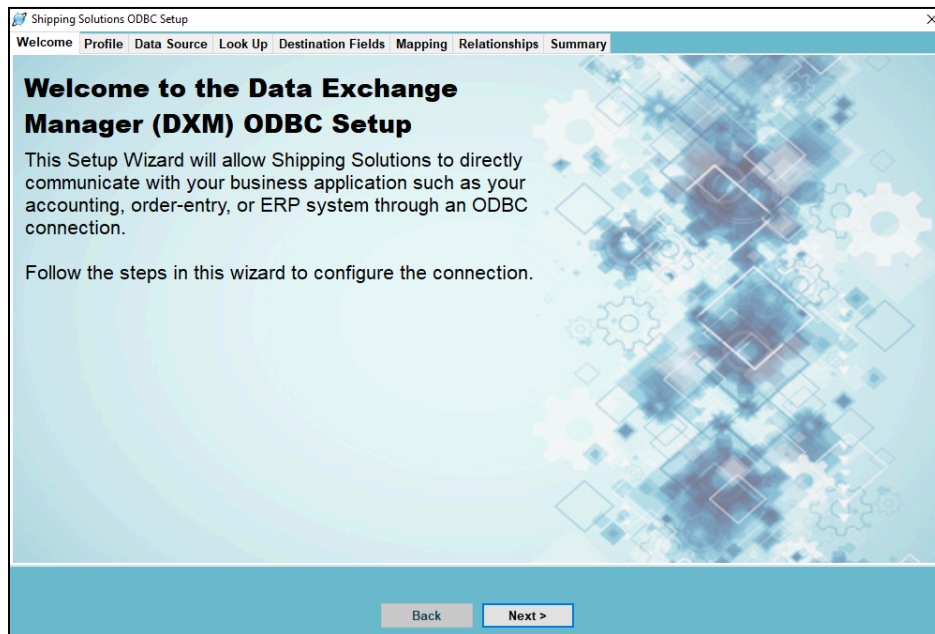 Shipping Solutions ODBC Setup
Welcome Profile Data Source Look Up Destination Fields Mapping Relationships Summary
Welcome to the Data Exchange
Manager (DXM) ODBC Setup
This Setup Wizard will allow Shipping Solutions to directly
communicate with your business application such as your
accounting, order-entry, or ERP system through an ODBC
connection.
Follow the steps in this wizard to configure the connection.
Back Next >